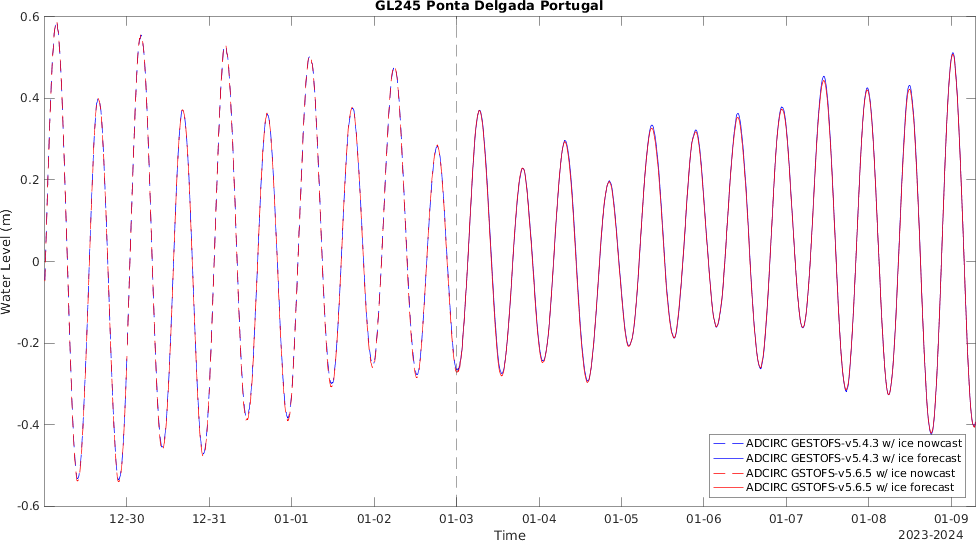 GL245 Ponta Delgada Portugal
0.6
0.4
0.2
0
-0.2
-0.4
-0.6
Water Level (m)
ADCIRC GESTOFS-v5.4.3 w/ ice nowcast
ADCIRC GESTOFS-v5.4.3 w/ ice forecast
ADCIRC GSTOFS-v5.6.5 w/ ice nowcast
ADCIRC GSTOFS-v5.6.5 w/ ice forecast
12-30 12-31 01-01 01-02 01-03 01-04 01-05 01-06 01-07 01-08 01-09
Time
2023-2024